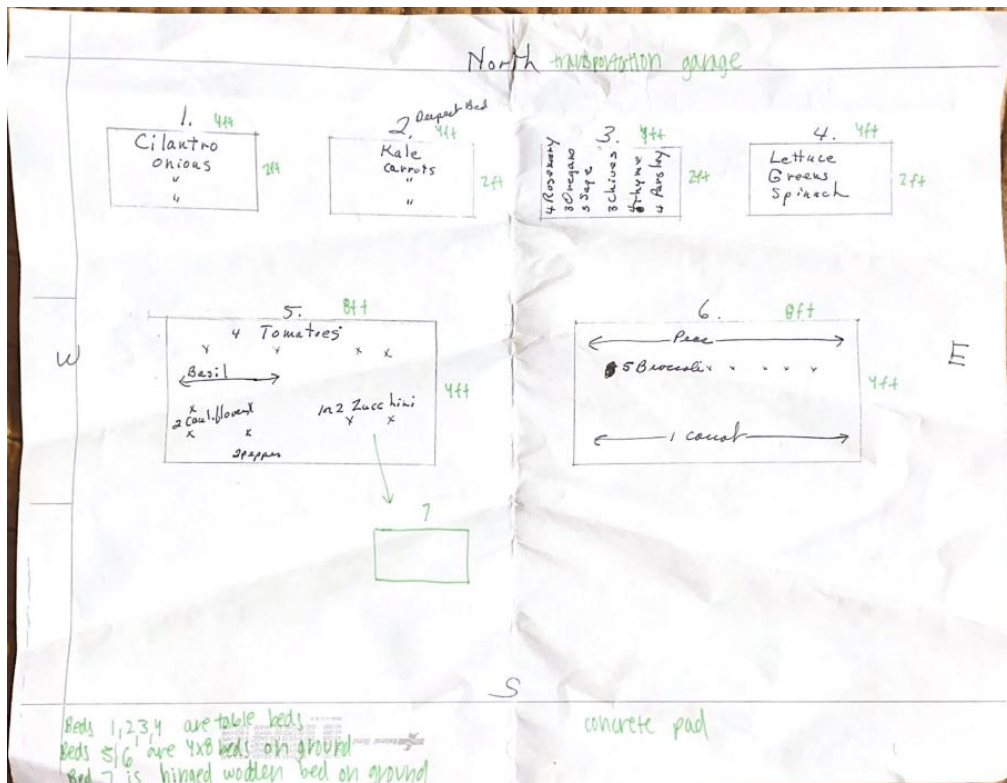 North transportation garage
1. 4ft
Cilantro
onions
"
"
2ft
2. Deepest Bed
4ft
Kale
carrots
"
"
2ft
3. 4ft
4 Rosemary
3 Oregano
3 Sage
3 Chives
Thyme
4 Parsley
2ft
4. 4ft
Lettuce
Greens
Spinach
2ft
W
5. 8ft
4 Tomatoes
x x x x
Basil
x x
2 Cauliflower
x x
2 pepper
1 or 2 Zucchini
x x
4ft
6. 8ft
Peas
5 Broccoli x x x x x
1 carrot
4ft
E
7
S
Beds 1,2,3,4 are table beds
Beds 5,6 are 4x8 beds on ground
Bed 7 is hinged wooden bed on ground
concrete pad